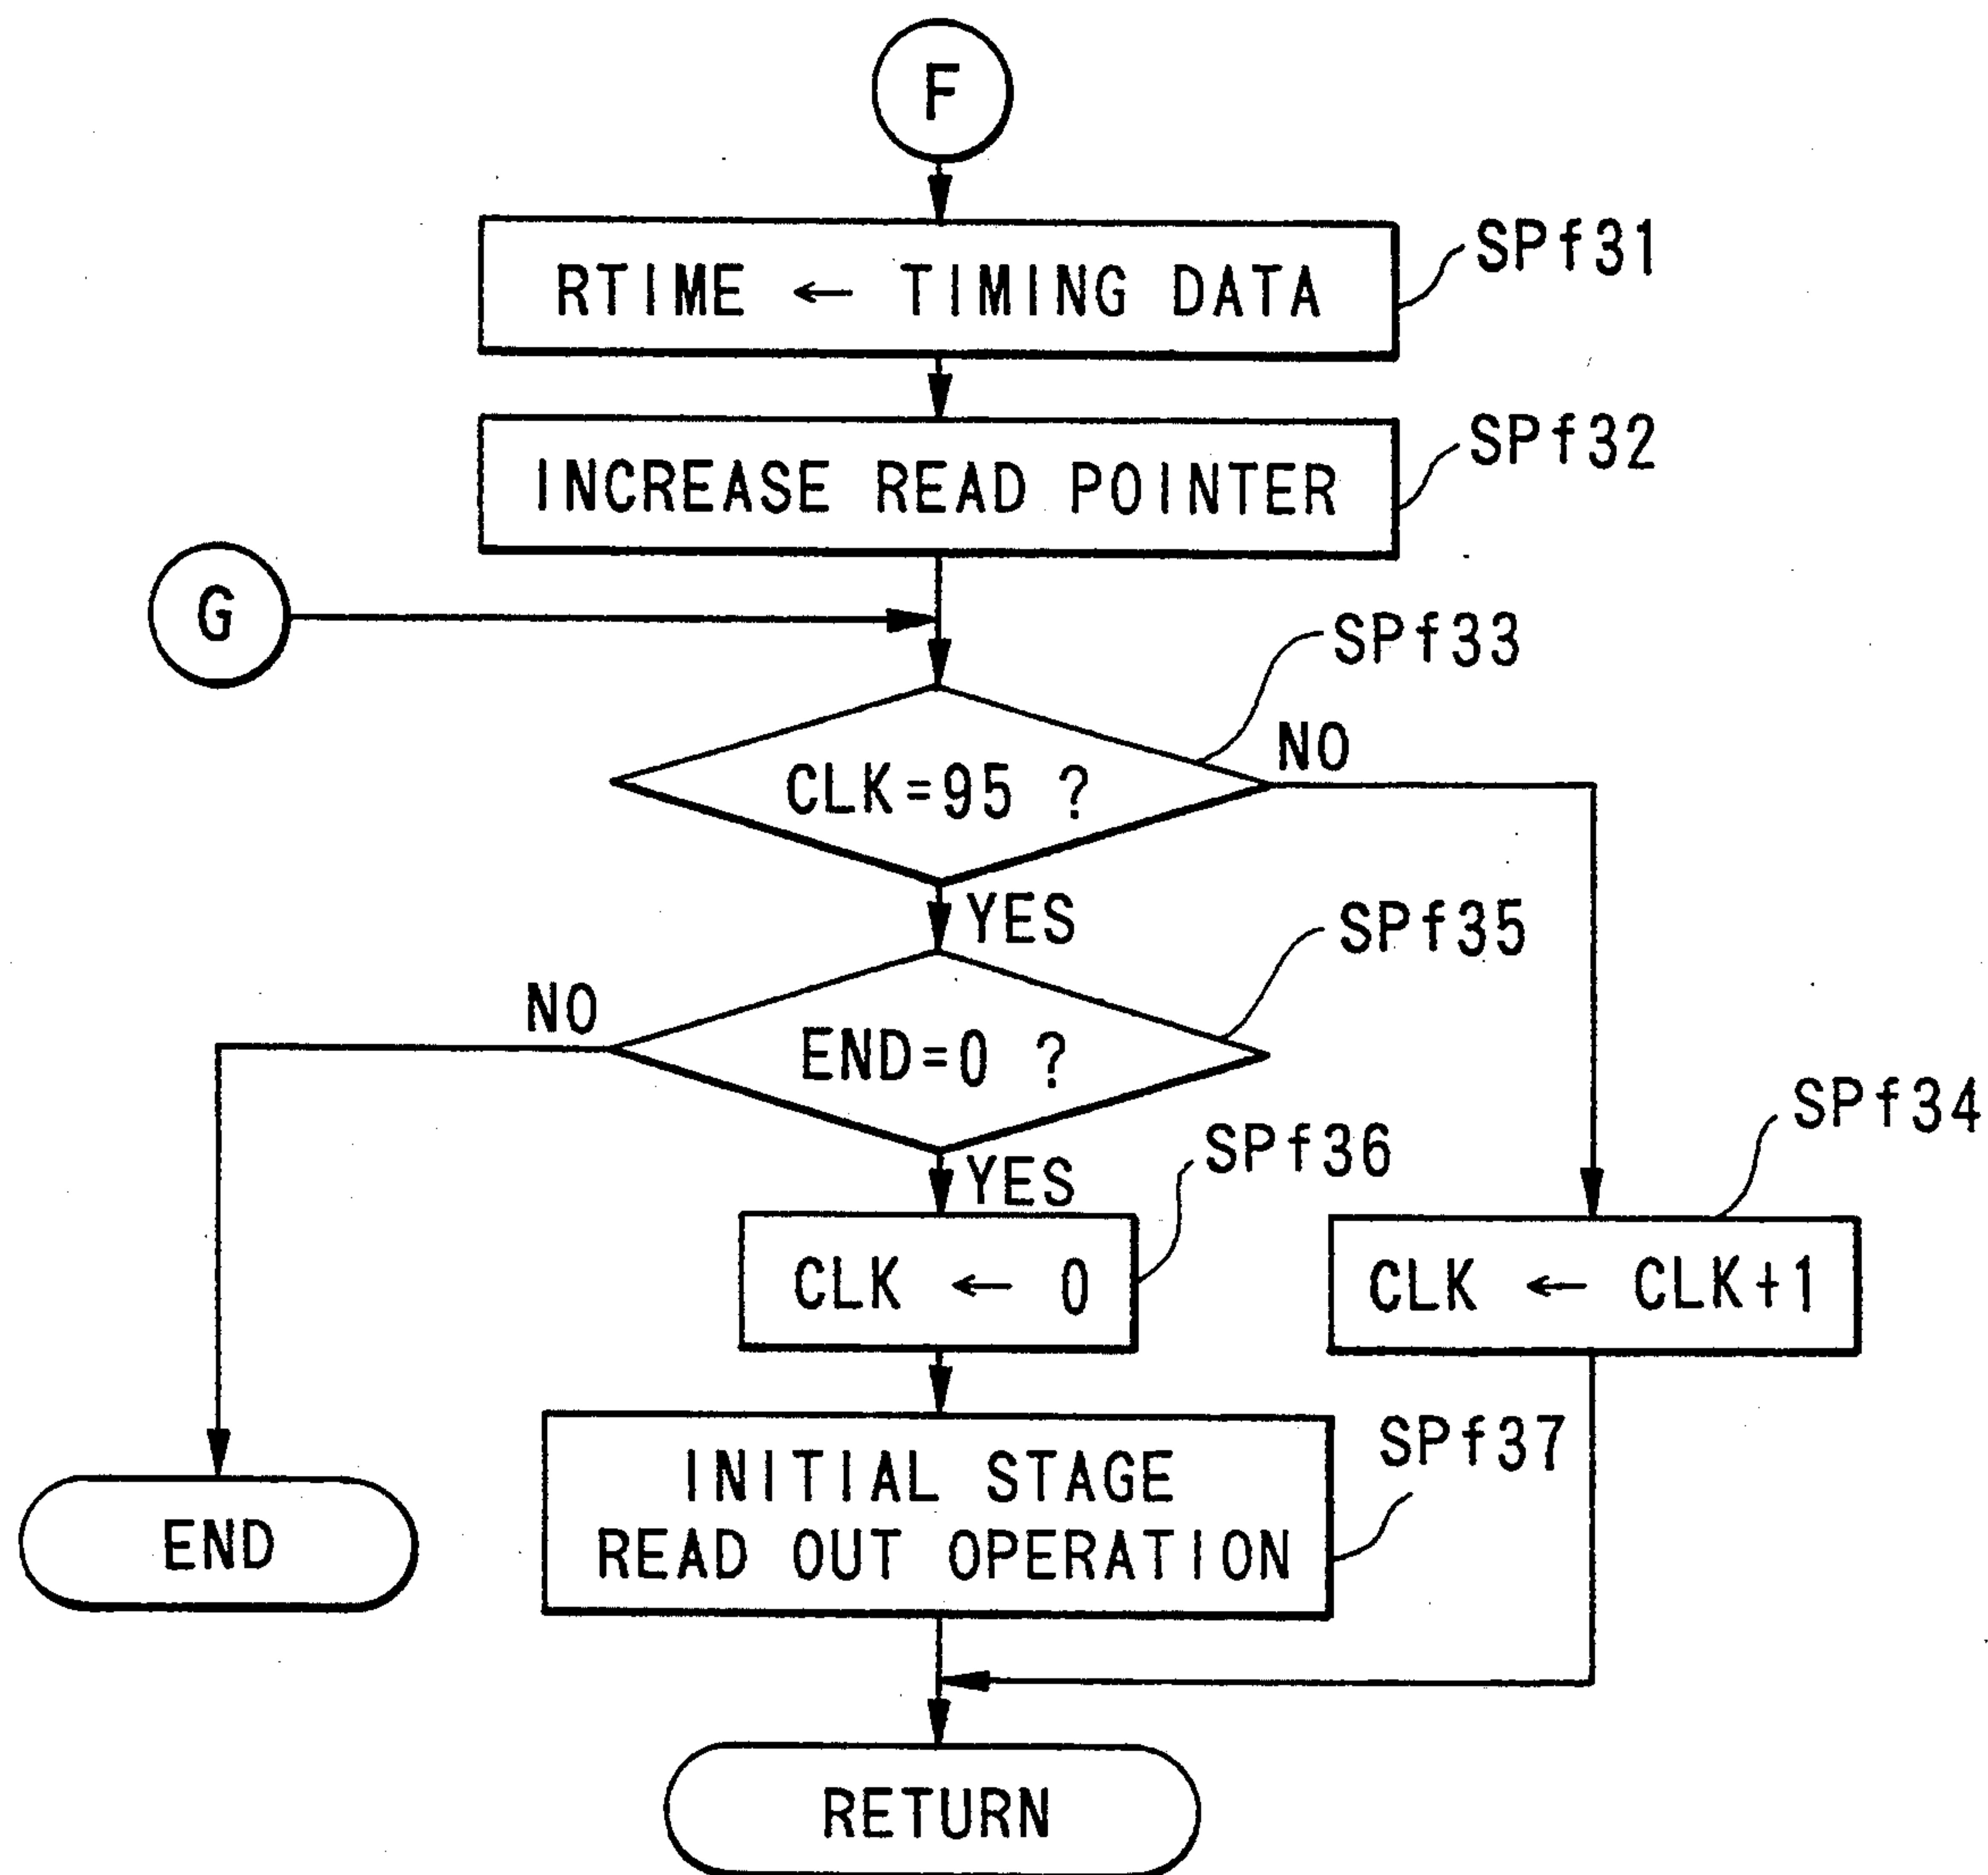 F
RTIME ← TIMING DATA
SPf31
INCREASE READ POINTER
SPf32
G
SPf33
CLK=95 ?
NO
YES
SPf35
NO
END=0 ?
SPf34
YES
SPf36
CLK ← 0
CLK ← CLK+1
INITIAL STAGE
READ OUT OPERATION
SPf37
END
RETURN